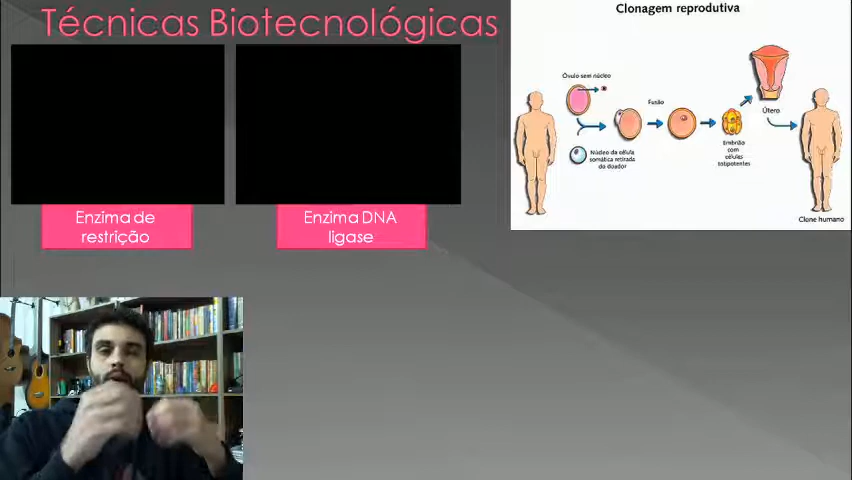 Técnicas Biotecnológicas
Enzima de
restrição
Enzima DNA
ligase
Clonagem reprodutiva
Óvulo sem núcleo
Fusão
Núcleo da célula
somática retirada
do doador
Embrião
com
células
totipotentes
Útero
Clone humano